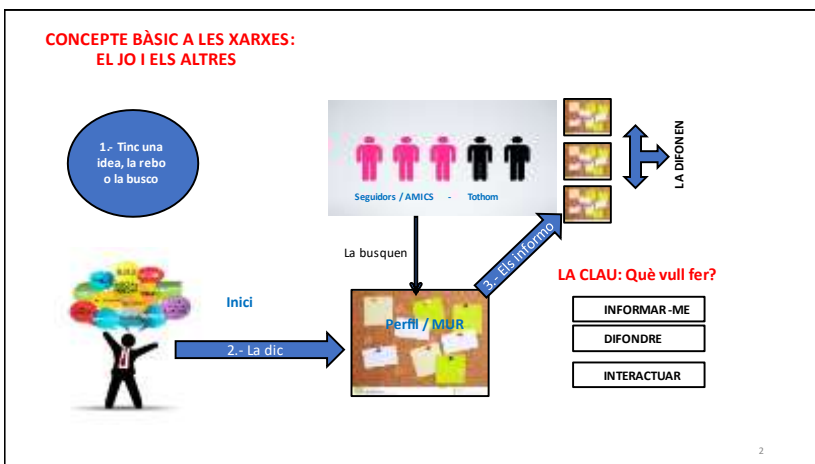 CONCEPTE BÀSIC A LES XARXES:
EL JO I ELS ALTRES
1.- Tinc una
idea, la rebo
o la busco
Seguidors / AMICS - Tothom
LA DIFONEN
La busquen
3.- Els informo
LA CLAU: Què vull fer?
Inici
Perfil / MUR
INFORMAR-ME
DIFONDRE
2.- La dic
INTERACTUAR
2